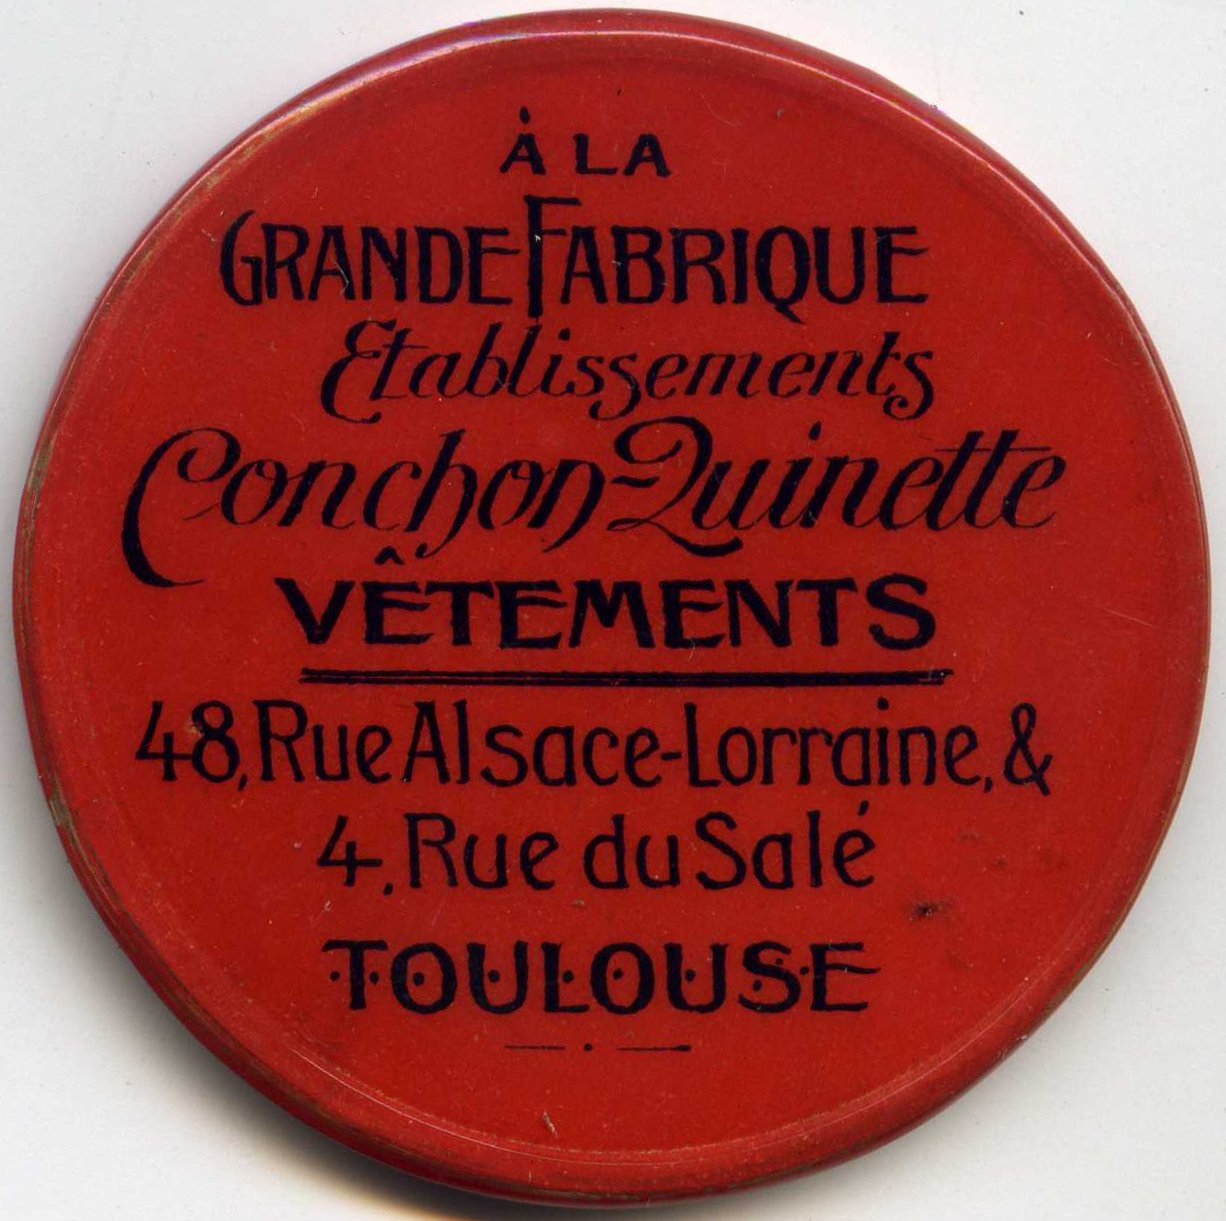 À LA
GRANDE FABRIQUE
Etablissements
Conchon-Quinette
VÊTEMENTS
48, Rue Alsace-Lorraine, &
4, Rue du Salé
TOULOUSE